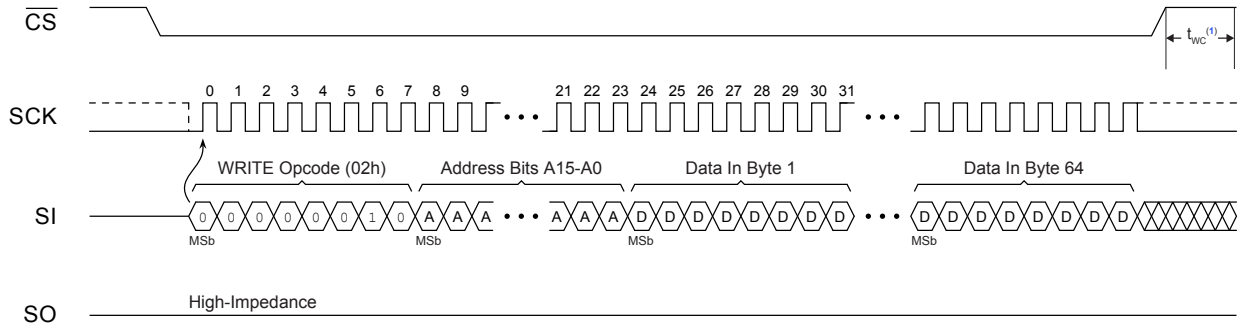 CS
t_WC(1)
0 1 2 3 4 5 6 7 8 9 21 22 23 24 25 26 27 28 29 30 31
SCK
WRITE Opcode (02h) Address Bits A15-A0 Data In Byte 1 Data In Byte 64
SI 0 0 0 0 0 0 1 0 A A A A A A D D D D D D D D D D D D D D D D
MSb MSb MSb MSb
High-Impedance
SO